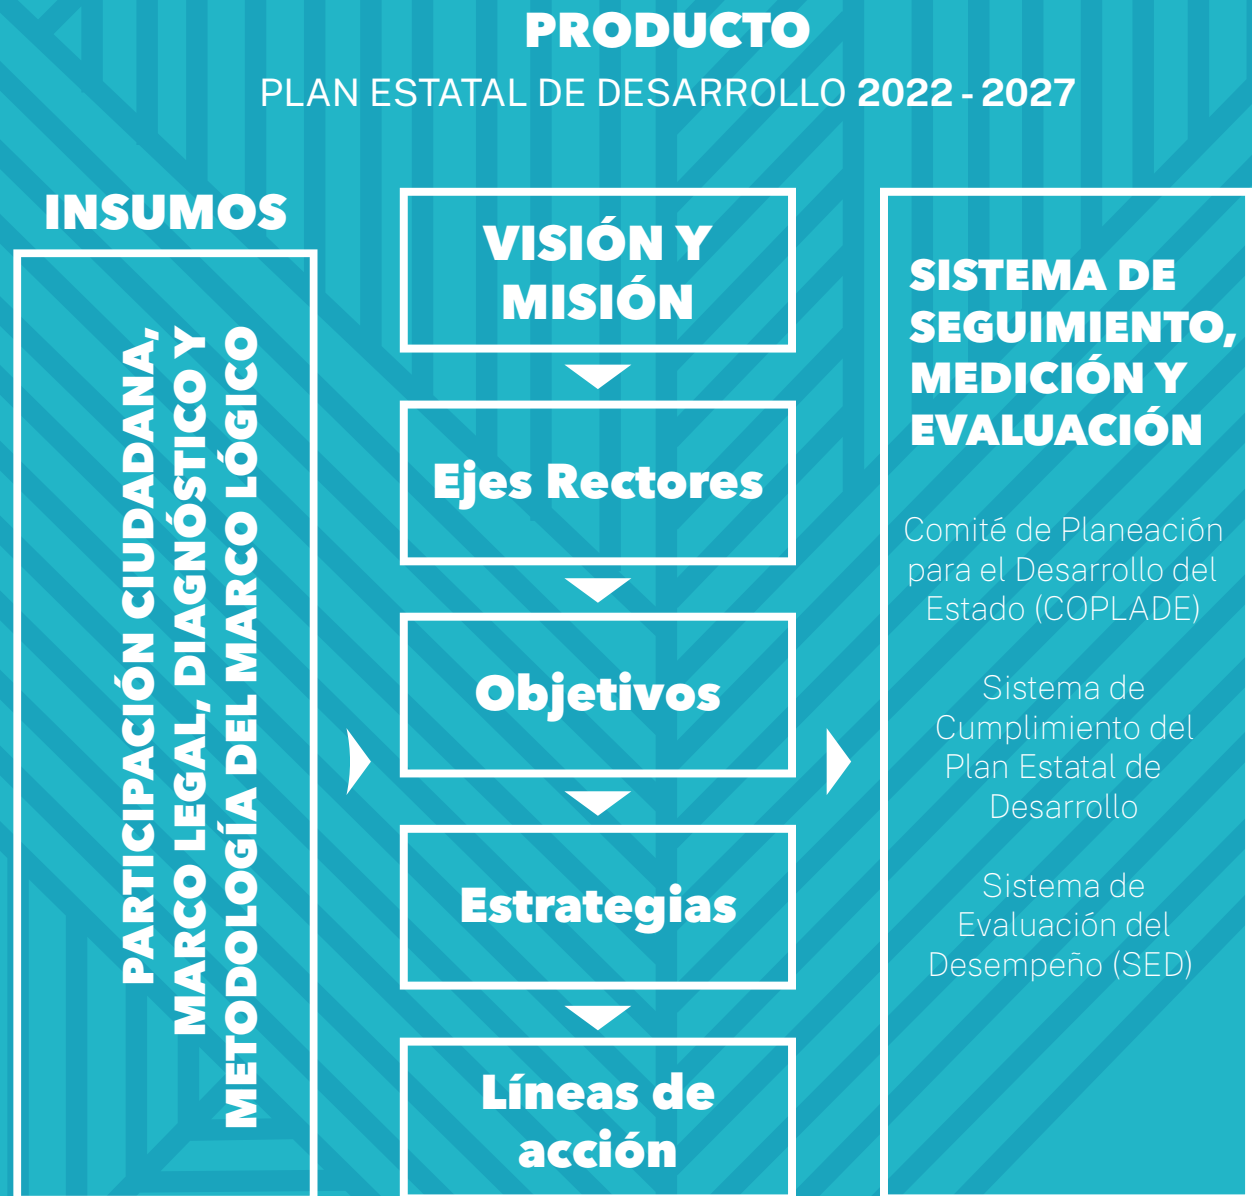 PRODUCTO
PLAN ESTATAL DE DESARROLLO 2022 - 2027
INSUMOS
PARTICIPACIÓN CIUDADANA,
MARCO LEGAL, DIAGNÓSTICO Y
METODOLOGÍA DEL MARCO LÓGICO
VISIÓN Y
MISIÓN
Ejes Rectores
Objetivos
Estrategias
Líneas de
acción
SISTEMA DE
SEGUIMIENTO,
MEDICIÓN Y
EVALUACIÓN
Comité de Planeación
para el Desarrollo del
Estado (COPLADE)
Sistema de
Cumplimiento del
Plan Estatal de
Desarrollo
Sistema de
Evaluación del
Desempeño (SED)